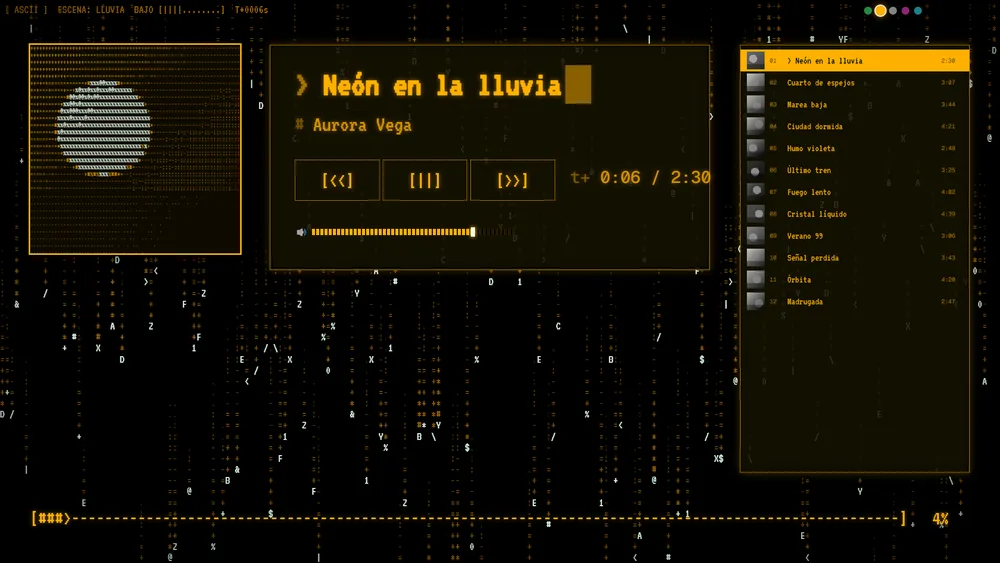 [ ASCII ] ESCENA: LLUVIA BAJO [||||........] T+0006s
❯ Neón en la lluvia
# Aurora Vega
[<<] [||] [>>] t+ 0:06 / 2:30
01 ❯ Neón en la lluvia 2:30
02 Cuarto de espejos 3:07
03 Marea baja 3:44
04 Ciudad dormida 4:21
05 Humo violeta 2:48
06 Último tren 3:25
07 Fuego lento 4:02
08 Cristal líquido 4:39
09 Verano 99 3:06
10 Señal perdida 3:43
11 Órbita 4:20
12 Madrugada 2:47
4%